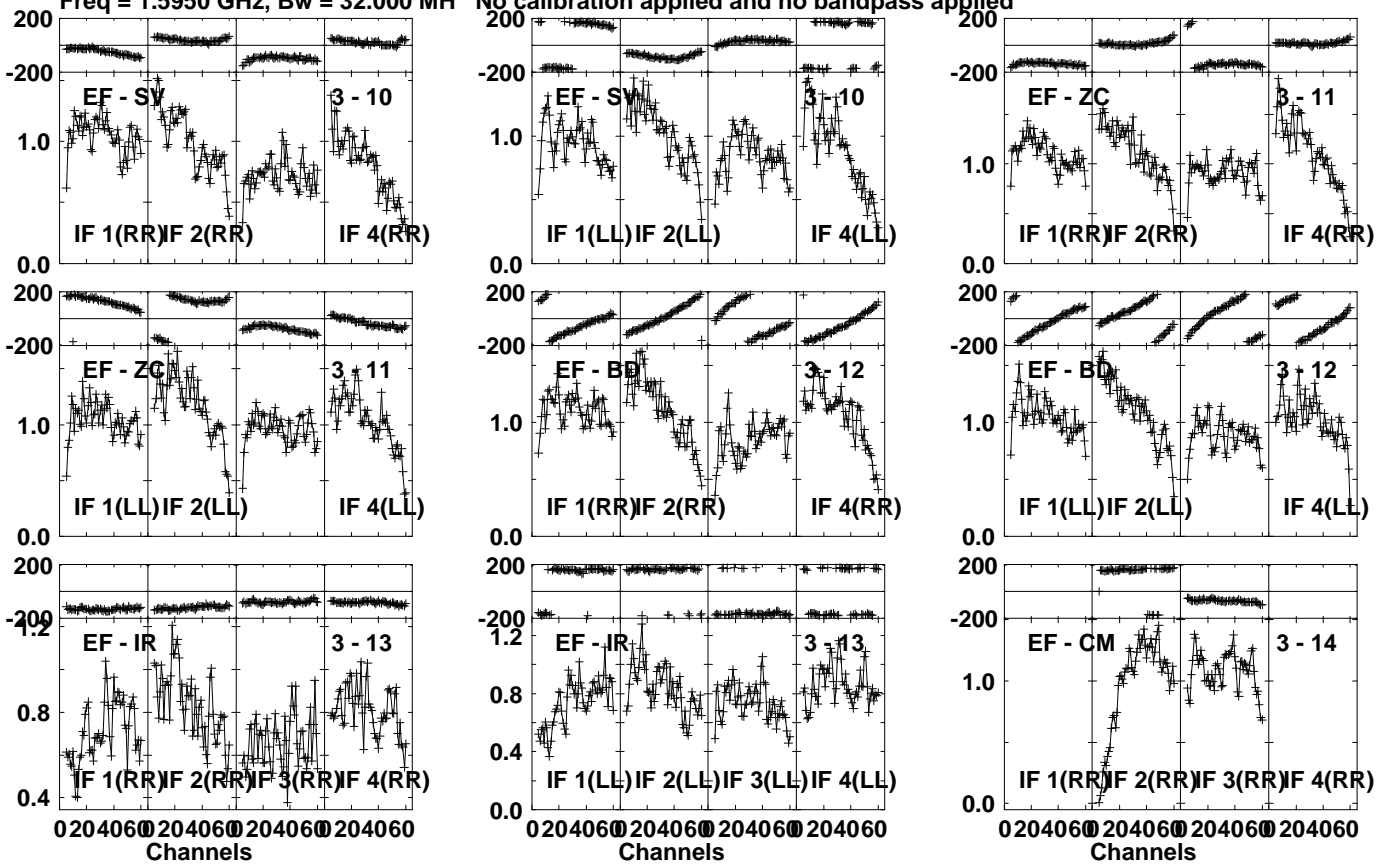 Freq = 1.5950 GHz, Bw = 32.000 MH No calibration applied and no bandpass applied
200
-200
EF - SV 3 - 10
1.0
IF 1(RR) IF 2(RR) IF 4(RR)
0.0
EF - SV 3 - 10
1.0
IF 1(LL) IF 2(LL) IF 4(LL)
0.0
200
-200
EF - ZC 3 - 11
1.0
IF 1(RR) IF 2(RR) IF 4(RR)
0.0
200
-200
EF - ZC 3 - 11
1.0
IF 1(LL) IF 2(LL) IF 4(LL)
0.0
200
-200
EF - BD 3 - 12
1.0
IF 1(RR) IF 2(RR) IF 4(RR)
0.0
200
-200
EF - BD 3 - 12
1.0
IF 1(LL) IF 2(LL) IF 4(LL)
0.0
200
-200
1.2
EF - IR 3 - 13
1.0
0.8
0.6
IF 1(RR) IF 2(RR) IF 3(RR) IF 4(RR)
0.4
0 20 40 60 0 20 40 60 0 20 40 60 0 20 40 60
Channels
200
-200
1.2
EF - IR 3 - 13
0.8
0.4
IF 1(LL) IF 2(LL) IF 3(LL) IF 4(LL)
0.0
0 20 40 60 0 20 40 60 0 20 40 60 0 20 40 60
Channels
200
-200
EF - CM 3 - 14
1.0
IF 1(RR) IF 2(RR) IF 3(RR) IF 4(RR)
0.0
0 20 40 60 0 20 40 60 0 20 40 60 0 20 40 60
Channels